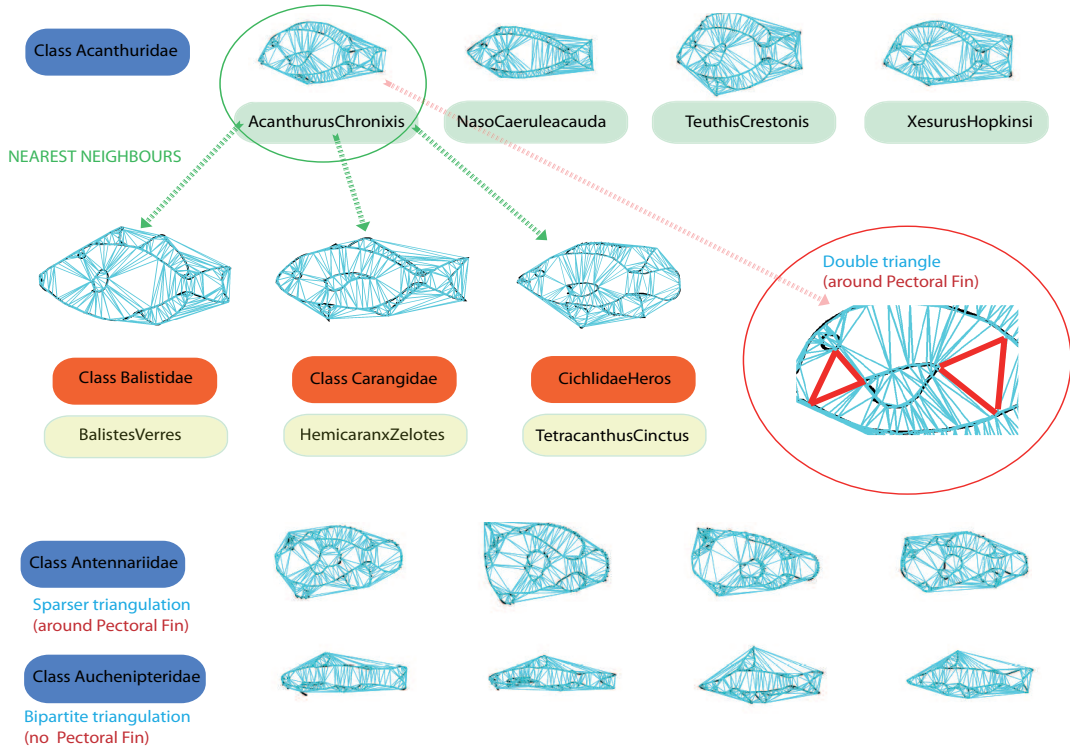 Class Acanthuridae
AcanthurusChronixis
NasoCaeruleacauda
TeuthisCrestonis
XesurusHopkinsi
NEAREST NEIGHBOURS
Double triangle
(around Pectoral Fin)
Class Balistidae
Class Carangidae
CichlidaeHeros
BalistesVerres
HemicaranxZelotes
TetracanthusCinctus
Class Antennariidae
Sparser triangulation
(around Pectoral Fin)
Class Auchenipteridae
Bipartite triangulation
(no Pectoral Fin)